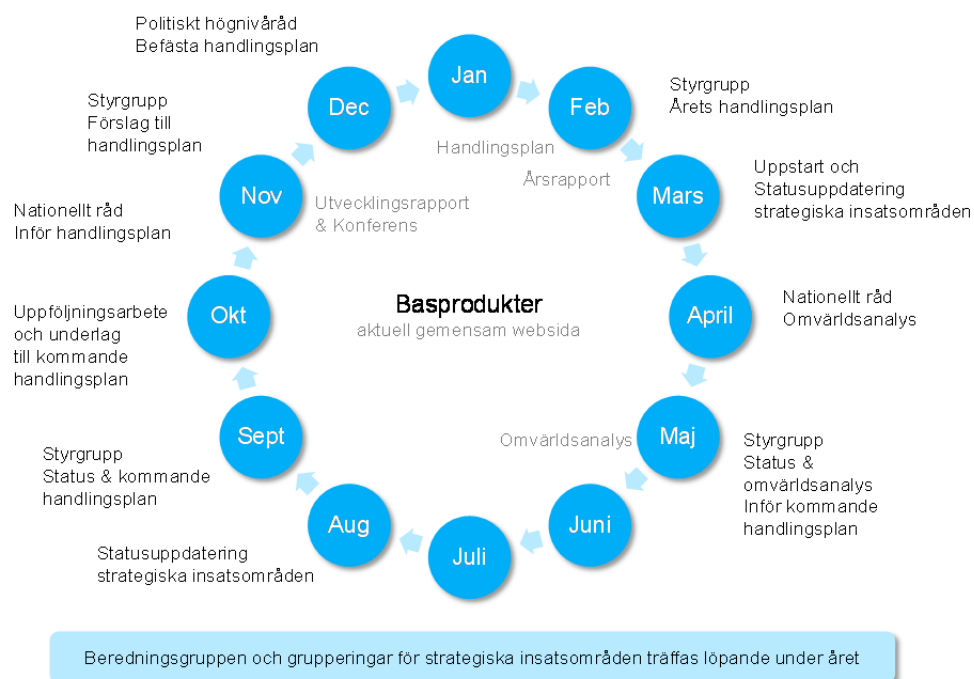 Politiskt högnivåråd
Befästa handlingsplan
Jan
Feb
Styrgrupp
Årets handlingsplan
Handlingsplan
Årsrapport
Mars
Uppstart och
Statusuppdatering
strategiska insatsområden
April
Nationellt råd
Omvärldsanalys
Maj
Omvärldsanalys
Styrgrupp
Status &
omvärldsanalys
Inför kommande
handlingsplan
Juni
Juli
Aug
Statusuppdatering
strategiska insatsområden
Sept
Styrgrupp
Status & kommande
handlingsplan
Okt
Uppföljningsarbete
och underlag
till kommande
handlingsplan
Nov
Nationellt råd
Inför handlingsplan
Utvecklingsrapport
& Konferens
Dec
Styrgrupp
Förslag till
handlingsplan
Basprodukter
aktuell gemensam websida
Beredningsgruppen och grupperingar för strategiska insatsområden träffas löpande under året